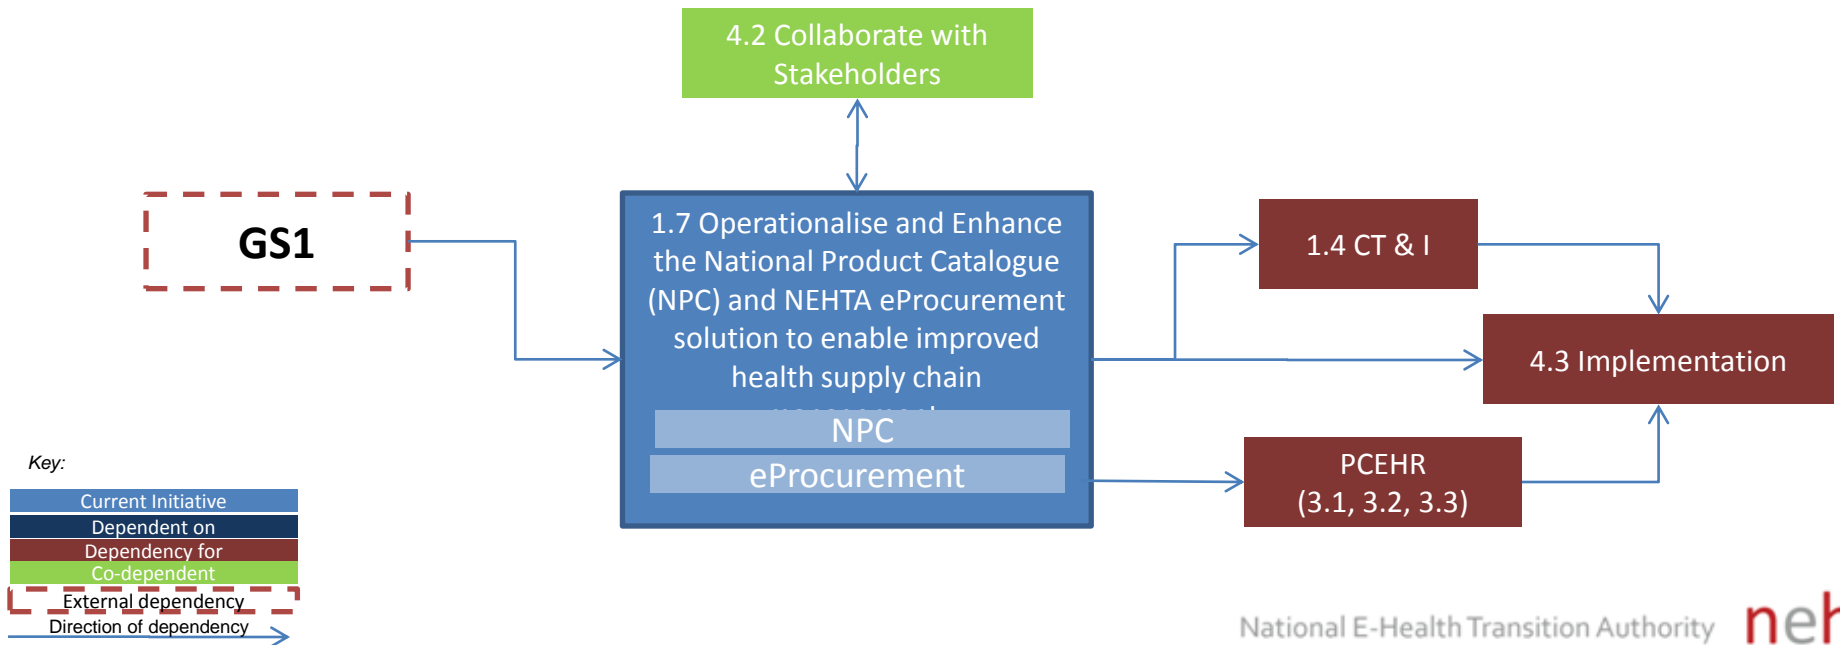 4.2 Collaborate with
Stakeholders
GS1
1.7 Operationalise and Enhance
the National Product Catalogue
(NPC) and NEHTA eProcurement
solution to enable improved
health supply chain
NPC
eProcurement
1.4 CT & I
4.3 Implementation
PCEHR
(3.1, 3.2, 3.3)
Key:
Current Initiative
Dependent on
Dependency for
Co-dependent
External dependency
Direction of dependency
National E-Health Transition Authority
neh